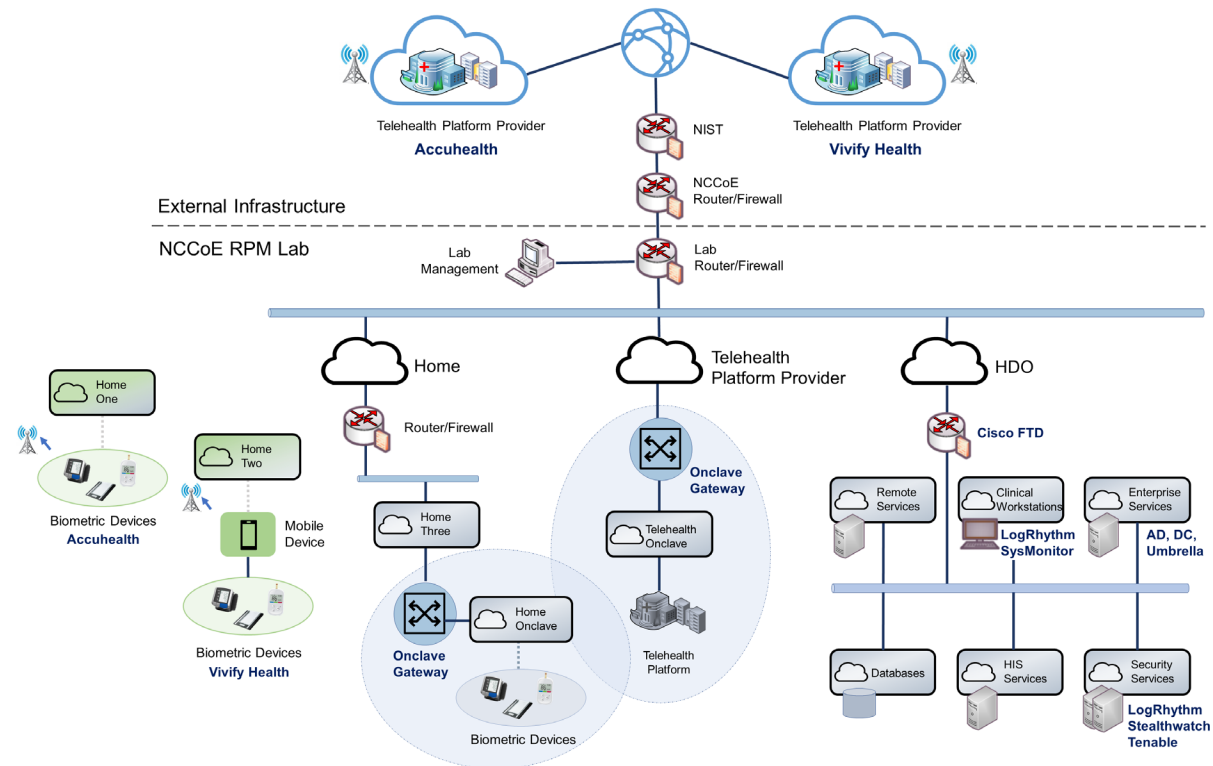 Telehealth Platform Provider
Accuhealth
Telehealth Platform Provider
Vivify Health
NIST
NCCoE
Router/Firewall
External Infrastructure
NCCoE RPM Lab
Lab
Management
Lab
Router/Firewall
Home
Telehealth
Platform Provider
HDO
Home
One
Biometric Devices
Accuhealth
Home
Two
Mobile
Device
Biometric Devices
Vivify Health
Router/Firewall
Home
Three
Onclave
Gateway
Home
Onclave
Biometric Devices
Onclave
Gateway
Telehealth
Onclave
Telehealth
Platform
Cisco FTD
Remote
Services
Clinical
Workstations
LogRhythm
SysMonitor
Enterprise
Services
AD, DC,
Umbrella
Databases
HIS
Services
Security
Services
LogRhythm
Stealthwatch
Tenable